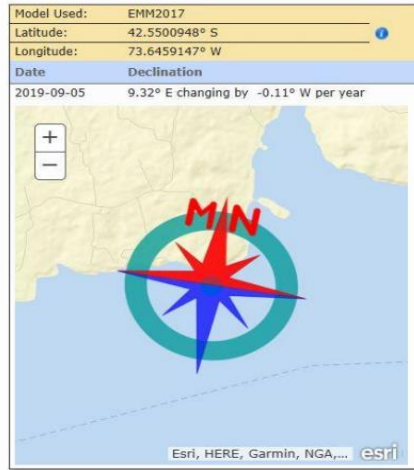 Model Used: EMM2017
Latitude: 42.5500948° S
Longitude: 73.6459147° W
Date Declination
2019-09-05 9.32° E changing by -0.11° W per year
+
−
MN
Esri, HERE, Garmin, NGA,... esri